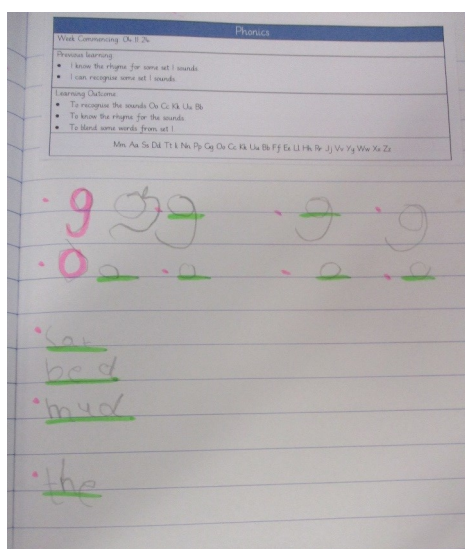 Phonics
Week Commencing: 04.11.24
Previous learning:
• I know the rhyme for some set 1 sounds.
• I can recognise some set 1 sounds.
Learning Outcome:
• To recognise the sounds Oo Cc Kk Uu Bb
• To know the rhyme for the sounds
• To blend some words from set 1.
Mm Aa Ss Dd Tt Ii Nn Pp Gg Oo Cc Kk Uu Bb Ff Ee Ll Hh Rr Jj Vv Yy Ww Xx Zz
g g g g g
o o o o o
bed
mud
the